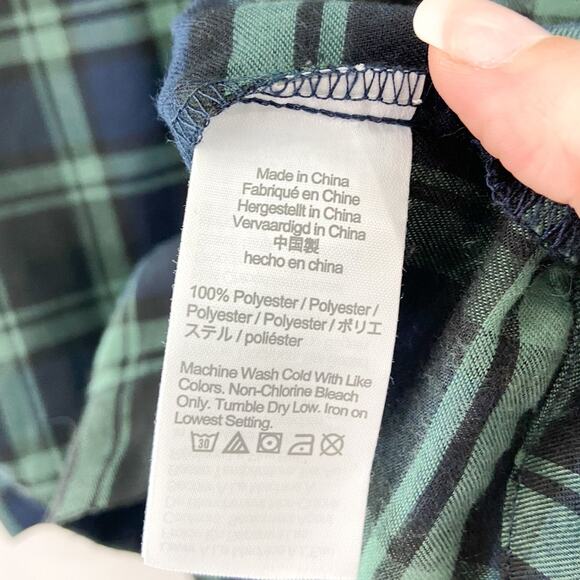 Made in China
Fabriqué en Chine
Hergestellt in China
Vervaardigd in China
中国製
hecho en china
100% Polyester / Polyester /
Polyester / Polyester / ポリエ
ステル / poliéster
Machine Wash Cold With Like
Colors. Non-Chlorine Bleach
Only. Tumble Dry Low. Iron on
Lowest Setting.
30